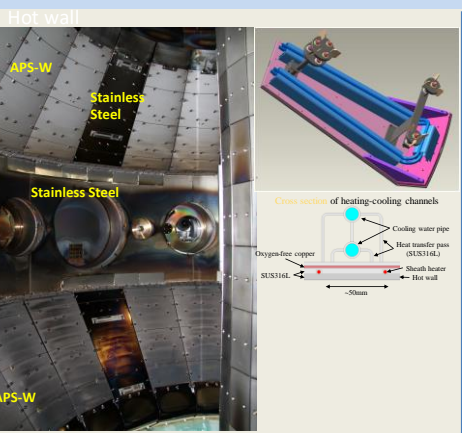 Hot wall
APS-W
Stainless
Steel
Stainless Steel
APS-W
Cross section of heating-cooling channels
Cooling water pipe
Heat transfer pass
(SUS316L)
Oxygen-free copper
SUS316L
Sheath heater
Hot wall
~50mm